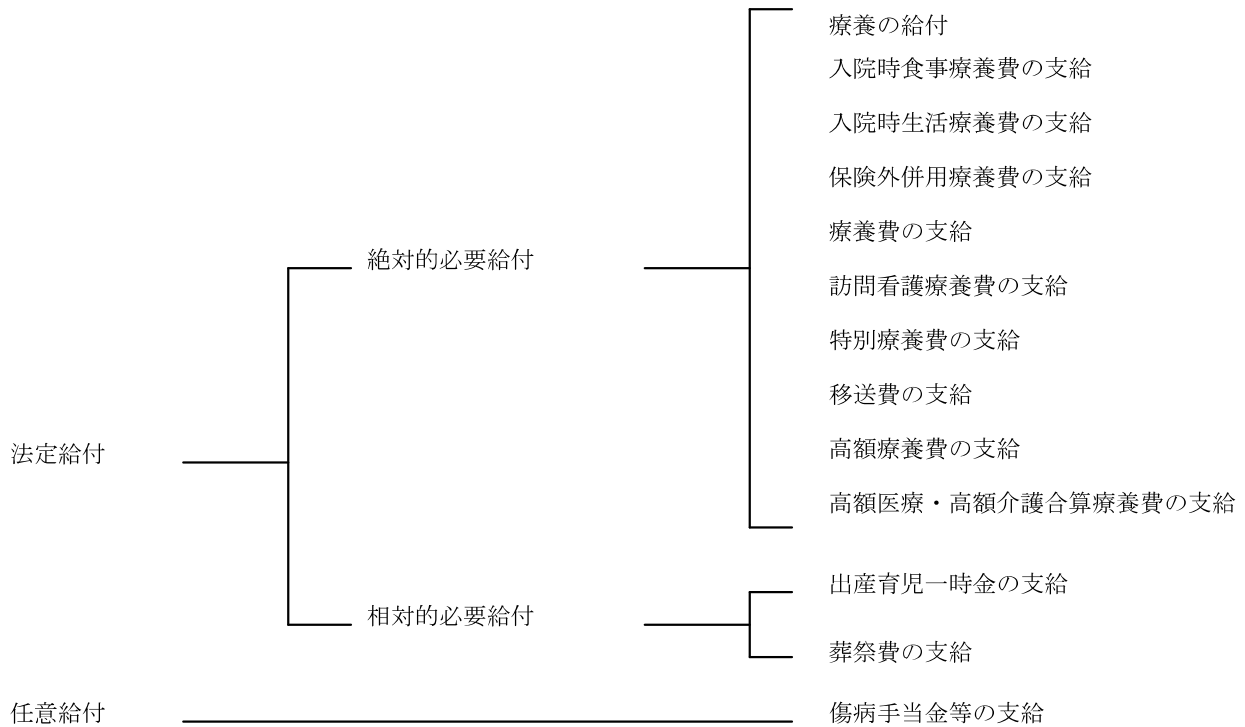 療養の給付
入院時食事療養費の支給
入院時生活療養費の支給
保険外併用療養費の支給
療養費の支給
絶対的必要給付
訪問看護療養費の支給
特別療養費の支給
移送費の支給
法定給付
高額療養費の支給
高額医療・高額介護合算療養費の支給
出産育児一時金の支給
相対的必要給付
葬祭費の支給
任意給付
傷病手当金等の支給